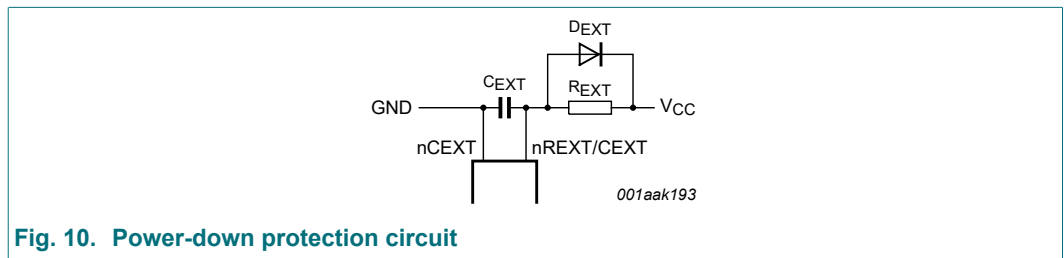 DEXT
CEXT
REXT
GND
VCC
nCEXT
nREXT/CEXT
001aak193
Fig. 10. Power-down protection circuit